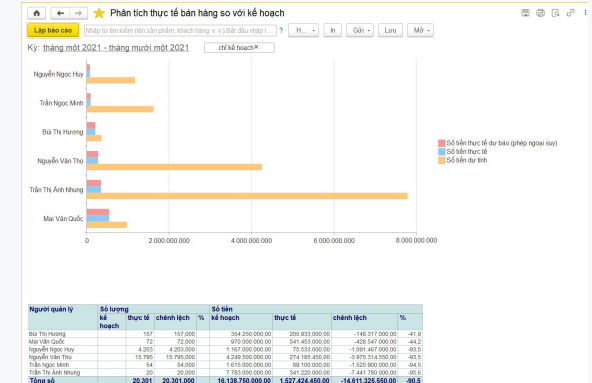 Phân tích thực tế bán hàng so với kế hoạch
Lập báo cáo
Nhập từ tìm kiếm (tên sản phẩm, khách hàng, v. v.) Bắt đầu nhập t...
?
H...
In
Gửi
Lưu
Mở
Kỳ: tháng một 2021 - tháng mười một 2021
chỉ kế hoạch×
Nguyễn Ngọc Huy
Trần Ngọc Minh
Bùi Thị Hương
Nguyễn Văn Thọ
Trần Thị Ánh Nhung
Mai Văn Quốc
0 2.000.000.000 4.000.000.000 6.000.000.000 8.000.000.000
Số tiền thực tế dự báo (phép ngoại suy)
Số tiền thực tế
Số tiền dự tính
Người quản lý Số lượng Số tiền
kế hoạch thực tế chênh lệch % kế hoạch thực tế chênh lệch %
Bùi Thị Hương 157 157,000 354.250.000,00 205.933.000,00 -148.317.000,00 -41,9
Mai Văn Quốc 72 72,000 970.000.000,00 541.453.000,00 -428.547.000,00 -44,2
Nguyễn Ngọc Huy 4.203 4.203,000 1.167.000.000,00 75.533.000,00 -1.091.467.000,00 -93,5
Nguyễn Văn Thọ 15.795 15.795,000 4.249.500.000,00 274.185.450,00 -3.975.314.550,00 -93,5
Trần Ngọc Minh 54 54,000 1.615.000.000,00 89.100.000,00 -1.525.900.000,00 -94,5
Trần Thị Ánh Nhung 20 20,000 7.783.000.000,00 341.220.000,00 -7.441.780.000,00 -95,6
Tổng số 20.301 20.301,000 16.138.750.000,00 1.527.424.450,00 -14.611.325.550,00 -90,5